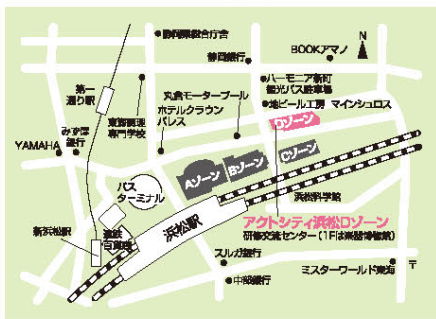 静岡県総合庁舎
静岡銀行
BOOKアマノ
N
第一
通り駅
ハーモニア新町
観光バス駐車場
丸倉モータープール
地ビール工房 マインシュロス
東海調理
専門学校
ホテルクラウン
パレス
Dゾーン
みずほ
銀行
YAMAHA
Aゾーン
Bゾーン
Cゾーン
バス
ターミナル
浜松科学館
浜松駅
アクトシティ浜松Dゾーン
研修交流センター(1Fは楽器博物館)
新浜松駅
遠鉄
百貨店
スルガ銀行
ミスターワールド東海
〒
中部銀行